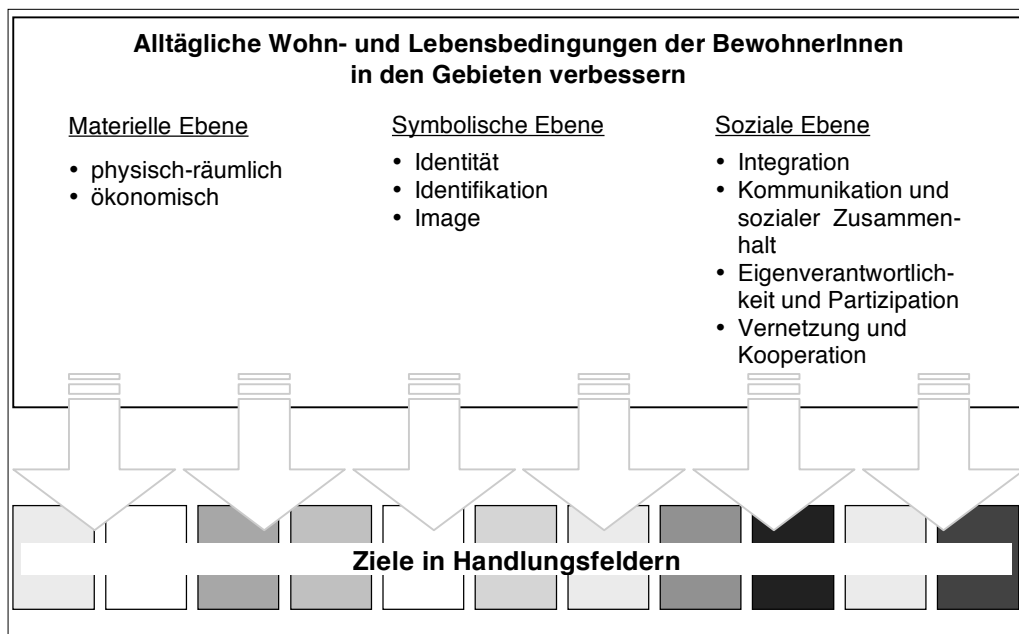 Alltägliche Wohn- und Lebensbedingungen der BewohnerInnen
in den Gebieten verbessern
Materielle Ebene
• physisch-räumlich
• ökonomisch
Symbolische Ebene
• Identität
• Identifikation
• Image
Soziale Ebene
• Integration
• Kommunikation und
sozialer Zusammen-
halt
• Eigenverantwortlich-
keit und Partizipation
• Vernetzung und
Kooperation
Ziele in Handlungsfeldern